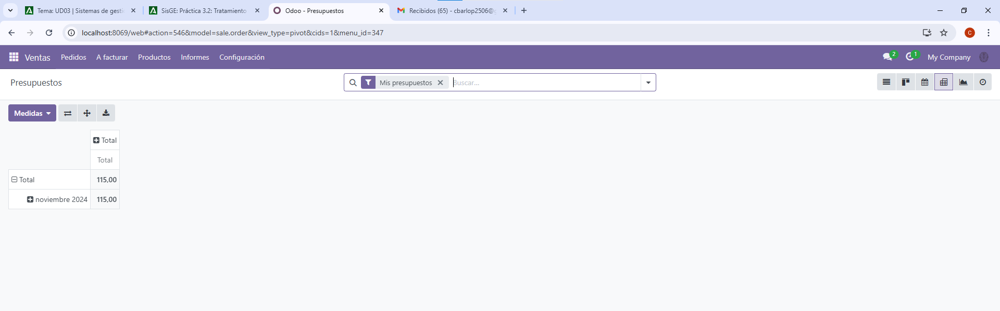 Tema: UD03 | Sistemas de gesti
SisGE: Práctica 3.2: Tratamiento
Odoo - Presupuestos
Recibidos (65) - cbarlop2506@g
localhost:8069/web#action=546&model=sale.order&view_type=pivot&cids=1&menu_id=347
C
Ventas
Pedidos
A facturar
Productos
Informes
Configuración
2
1
My Company
Presupuestos
Mis presupuestos
Buscar...
Medidas
Total
Total
Total 115,00
noviembre 2024 115,00